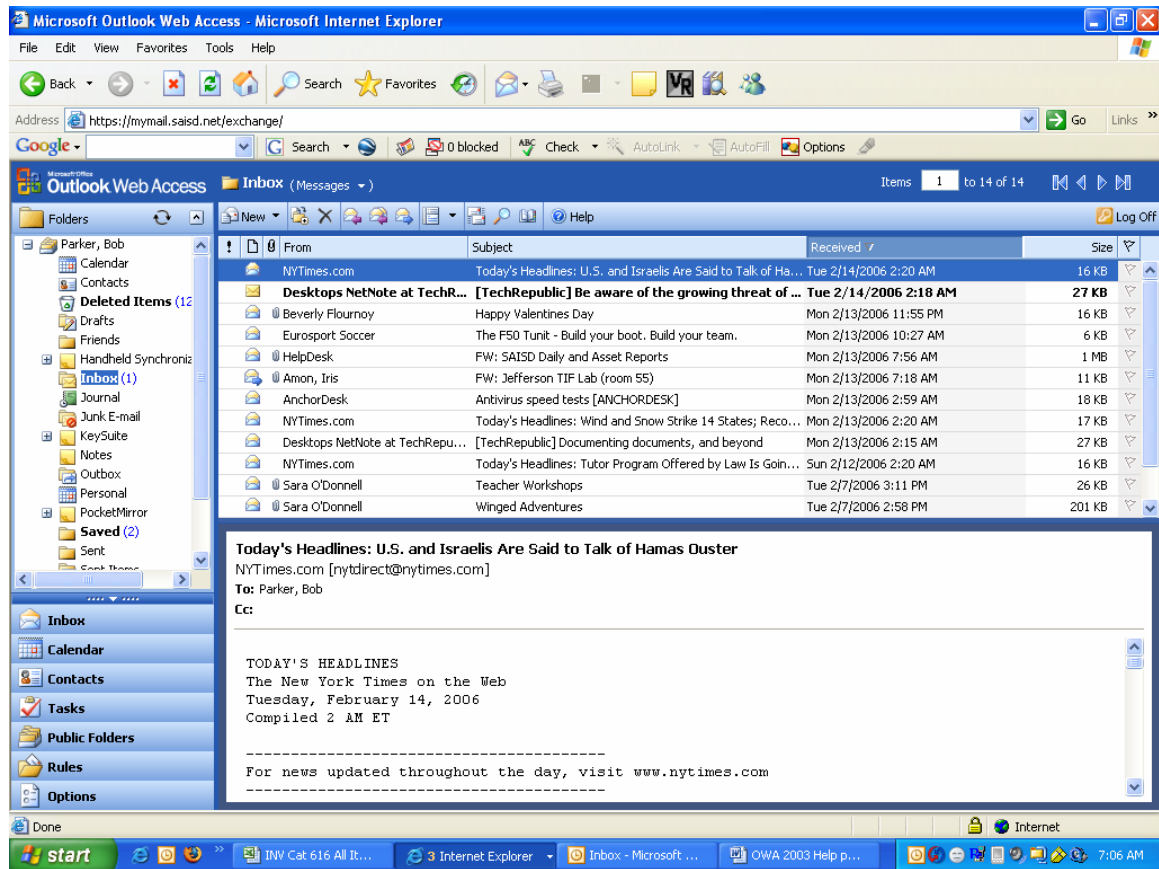 Microsoft Outlook Web Access - Microsoft Internet Explorer
File Edit View Favorites Tools Help
Back Search Favorites
Address https://mymail.saisd.net/exchange/ Go Links »
Google Search 0 blocked ABC Check AutoLink AutoFill Options
Microsoft Office
Outlook Web Access Inbox (Messages ) Items 1 to 14 of 14
Folders New Help Log Off
Parker, Bob
Calendar
Contacts
Deleted Items (12
Drafts
Friends
Handheld Synchroniz
Inbox (1)
Journal
Junk E-mail
KeySuite
Notes
Outbox
Personal
PocketMirror
Saved (2)
Sent
Sent Items
! From Subject Received Size
NYTimes.com Today's Headlines: U.S. and Israelis Are Said to Talk of Ha... Tue 2/14/2006 2:20 AM 16 KB
Desktops NetNote at TechR... [TechRepublic] Be aware of the growing threat of ... Tue 2/14/2006 2:18 AM 27 KB
Beverly Flournoy Happy Valentines Day Mon 2/13/2006 11:55 PM 16 KB
Eurosport Soccer The F50 Tunit - Build your boot. Build your team. Mon 2/13/2006 10:27 AM 6 KB
HelpDesk FW: SAISD Daily and Asset Reports Mon 2/13/2006 7:56 AM 1 MB
Amon, Iris FW: Jefferson TIF Lab (room 55) Mon 2/13/2006 7:18 AM 11 KB
AnchorDesk Antivirus speed tests [ANCHORDESK] Mon 2/13/2006 2:59 AM 18 KB
NYTimes.com Today's Headlines: Wind and Snow Strike 14 States; Reco... Mon 2/13/2006 2:20 AM 17 KB
Desktops NetNote at TechRepu... [TechRepublic] Documenting documents, and beyond Mon 2/13/2006 2:15 AM 27 KB
NYTimes.com Today's Headlines: Tutor Program Offered by Law Is Goin... Sun 2/12/2006 2:20 AM 16 KB
Sara O'Donnell Teacher Workshops Tue 2/7/2006 3:11 PM 26 KB
Sara O'Donnell Winged Adventures Tue 2/7/2006 2:58 PM 201 KB
Today's Headlines: U.S. and Israelis Are Said to Talk of Hamas Ouster
NYTimes.com [nytdirect@nytimes.com]
To: Parker, Bob
Cc:
TODAY'S HEADLINES
The New York Times on the Web
Tuesday, February 14, 2006
Compiled 2 AM ET
----------------------------------------
For news updated throughout the day, visit www.nytimes.com
----------------------------------------
Inbox
Calendar
Contacts
Tasks
Public Folders
Rules
Options
Done Internet
start » INV Cat 616 All It... 3 Internet Explorer Inbox - Microsoft ... OWA 2003 Help p... 7:06 AM